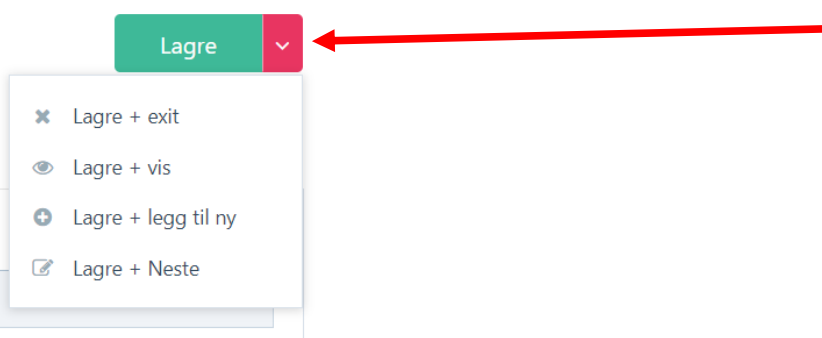 Lagre
Lagre + exit
Lagre + vis
Lagre + legg til ny
Lagre + Neste